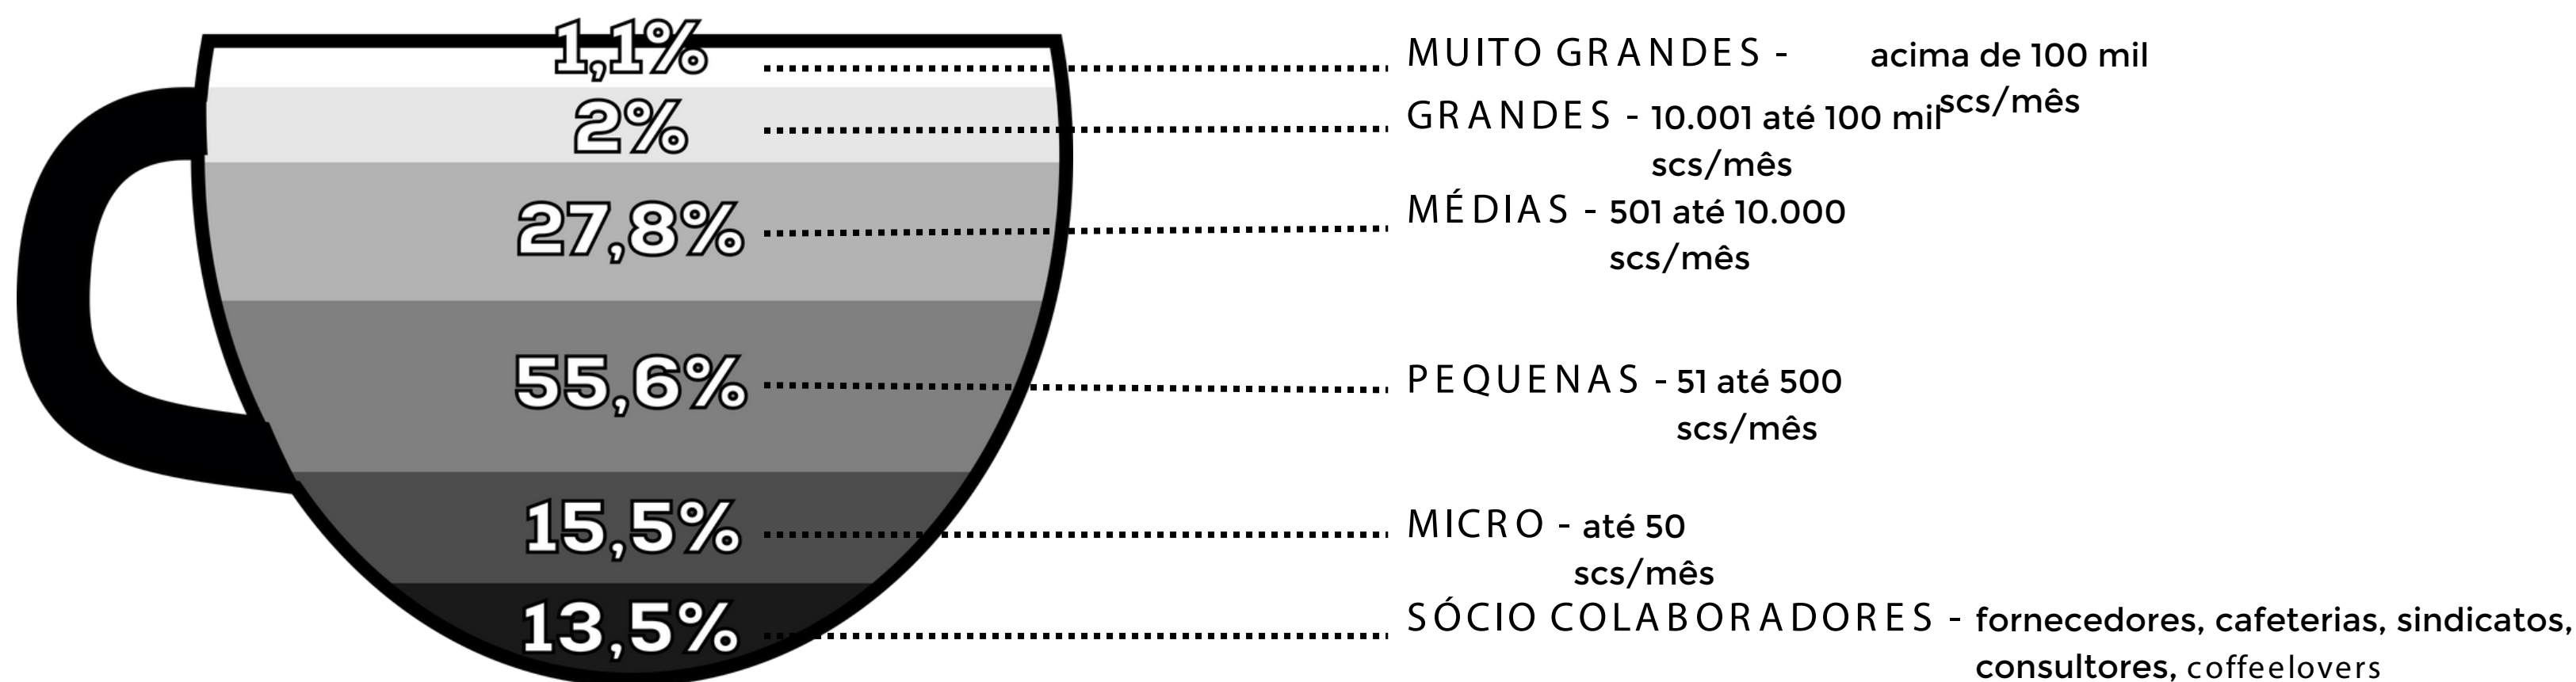 1,1%
MUITO GRANDES - acima de 100 mil
scs/mês
2%
GRANDES - 10.001 até 100 mil
scs/mês
27,8%
MÉDIAS - 501 até 10.000
scs/mês
55,6%
PEQUENAS - 51 até 500
scs/mês
15,5%
MICRO - até 50
scs/mês
13,5%
SÓCIO COLABORADORES - fornecedores, cafeterias, sindicatos,
consultores, coffeelovers